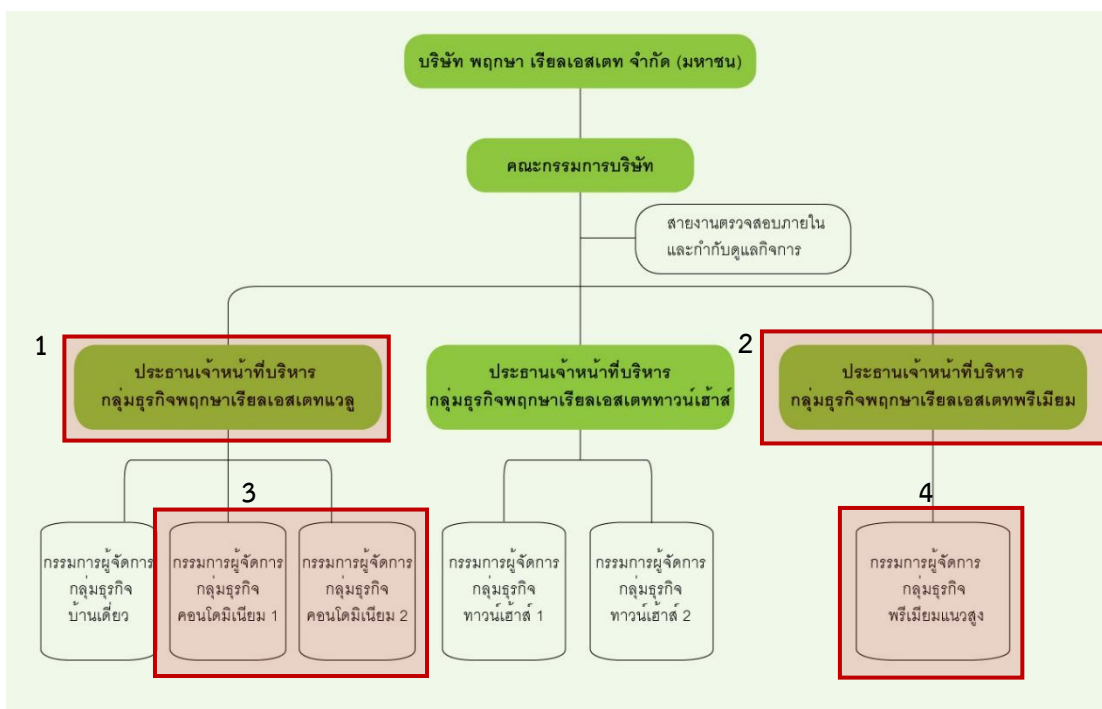 บริษัท พฤกษา เรียลเอสเตท จำกัด (มหาชน)
คณะกรรมการบริษัท
สายงานตรวจสอบภายใน
และกำกับดูแลกิจการ
1
ประธานเจ้าหน้าที่บริหาร
กลุ่มธุรกิจพฤกษาเรียลเอสเตทแวลู
ประธานเจ้าหน้าที่บริหาร
กลุ่มธุรกิจพฤกษาเรียลเอสเตททาวน์เฮ้าส์
2
ประธานเจ้าหน้าที่บริหาร
กลุ่มธุรกิจพฤกษาเรียลเอสเตทพรีเมียม
3
4
กรรมการผู้จัดการ
กลุ่มธุรกิจ
บ้านเดี่ยว
กรรมการผู้จัดการ
กลุ่มธุรกิจ
คอนโดมิเนียม 1
กรรมการผู้จัดการ
กลุ่มธุรกิจ
คอนโดมิเนียม 2
กรรมการผู้จัดการ
กลุ่มธุรกิจ
ทาวน์เฮ้าส์ 1
กรรมการผู้จัดการ
กลุ่มธุรกิจ
ทาวน์เฮ้าส์ 2
กรรมการผู้จัดการ
กลุ่มธุรกิจ
พรีเมียมแนวสูง